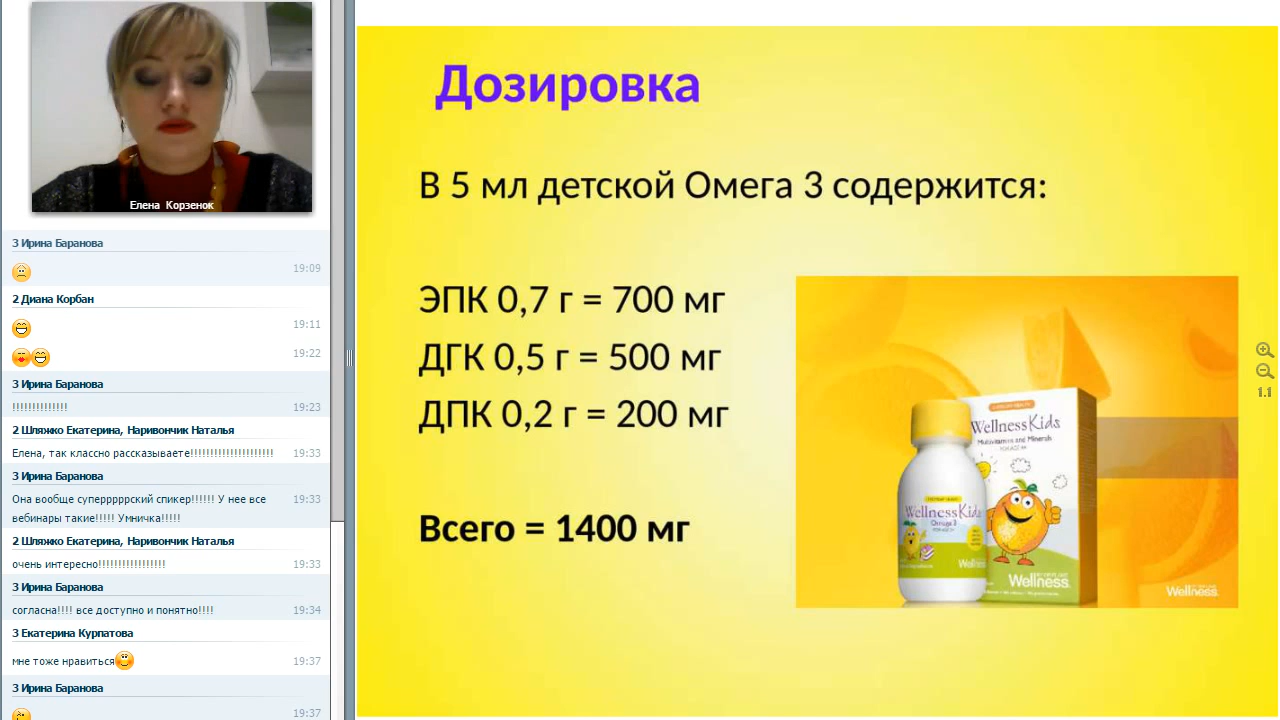 Елена Корзенок
3 Ирина Баранова
19:09
2 Диана Корбан
19:11
19:22
3 Ирина Баранова
!!!!!!!!!!!!!! 19:23
2 Шляжко Екатерина, Наривончик Наталья
Елена, так классно рассказываете!!!!!!!!!!!!!!!!!!!!! 19:33
3 Ирина Баранова
Она вообще суперррррский спикер!!!!!! У нее все 19:33
вебинары такие!!!!! Умничка!!!!!
2 Шляжко Екатерина, Наривончик Наталья
очень интересно!!!!!!!!!!!!!!!!! 19:33
3 Ирина Баранова
согласна!!!! все доступно и понятно!!!! 19:34
3 Екатерина Курпатова
мне тоже нравиться 19:37
3 Ирина Баранова
19:37
Дозировка
В 5 мл детской Омега 3 содержится:
ЭПК 0,7 г = 700 мг
ДГК 0,5 г = 500 мг
ДПК 0,2 г = 200 мг
Всего = 1400 мг
WellnessKids
Multivitamins and Minerals
WellnessKids
Omega 3
Wellness
Wellness
Wellness
1.1